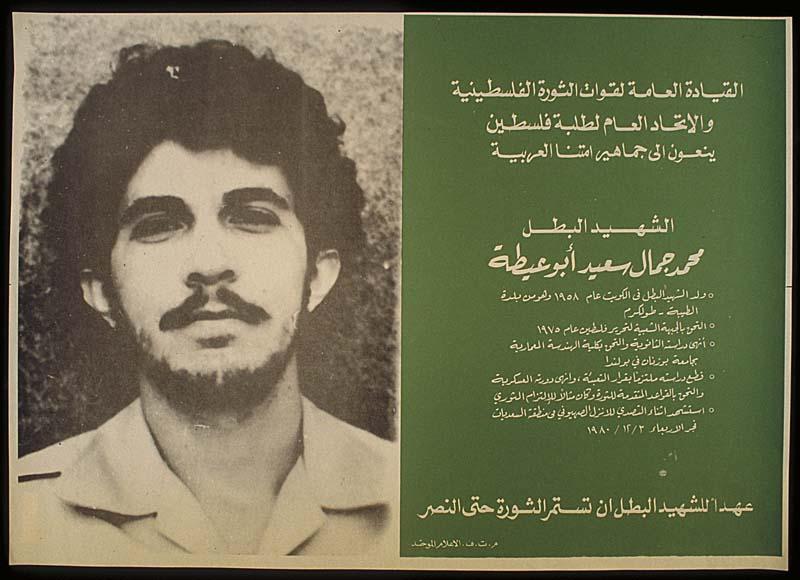 القيادة العامة لقوات الثورة الفلسطينية
والاتحاد العام لطلبة فلسطين
ينعون الى جماهير امتنا العربية
الشهيد البطل
محمد جمال سعيد أبو عيطة
○ ولد الشهيد البطل في الكويت عام ١٩٥٨ وهو من بلدة
الطيبة - طولكرم
○ التحق بالجبهة الشعبية لتحرير فلسطين عام ١٩٧٥
○ أنهى دراسته الثانوية والتحق بكلية الهندسة المعمارية
بجامعة بوزنان في بولندا
○ قطع دراسته ملتزما بقرار التعبئة، وانهى دورته العسكرية
والتحق بالقواعد المتقدمة للثورة وكان مثالا للالتزام الثوري
○ استشهد اثناء التصدي للانزال الصهيوني في منطقة السعديات
فجر الاربعاء ١٩٨٠/١٢/٣
عهداً للشهيد البطل ان تستمر الثورة حتى النصر
م.ت.ف. الاعلام الموحد